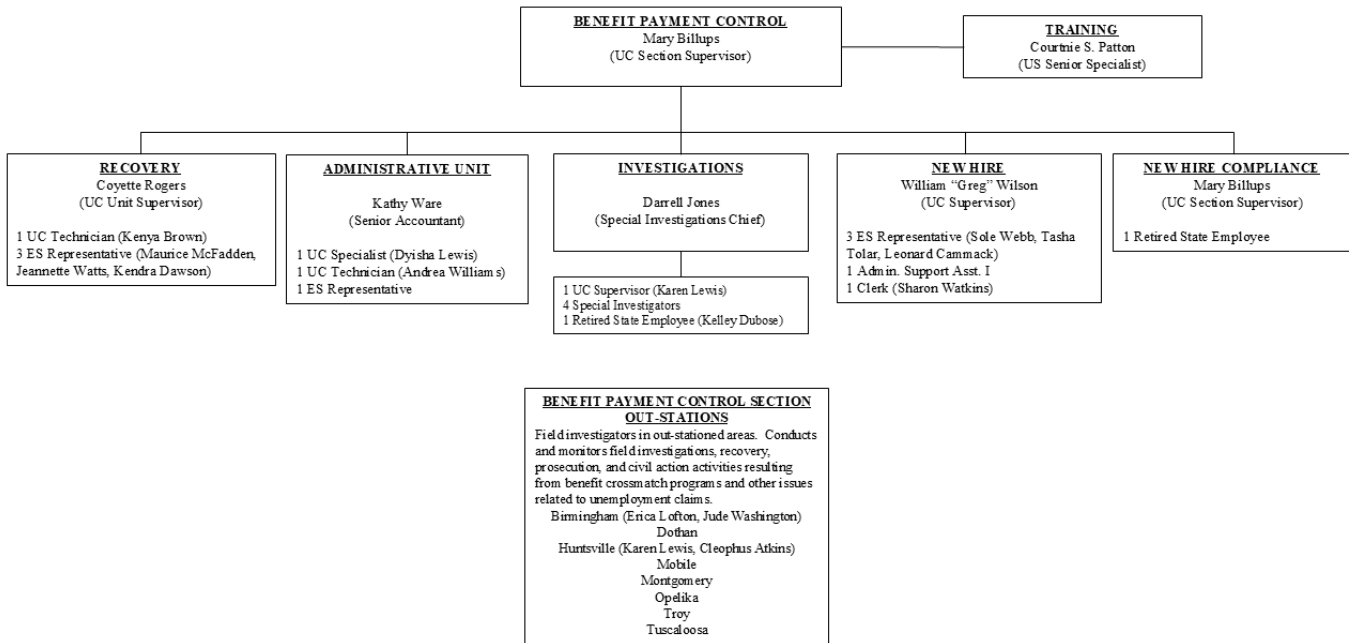 BENEFIT PAYMENT CONTROL
Mary Billups
(UC Section Supervisor)
TRAINING
Courtnie S. Patton
(US Senior Specialist)
RECOVERY
Coyette Rogers
(UC Unit Supervisor)
1 UC Technician (Kenya Brown)
3 ES Representative (Maurice McFadden,
Jeannette Watts, Kendra Dawson)
ADMINISTRATIVE UNIT
Kathy Ware
(Senior Accountant)
1 UC Specialist (Dyisha Lewis)
1 UC Technician (Andrea Williams)
1 ES Representative
INVESTIGATIONS
Darrell Jones
(Special Investigations Chief)
1 UC Supervisor (Karen Lewis)
4 Special Investigators
1 Retired State Employee (Kelley Dubose)
NEW HIRE
William “Greg” Wilson
(UC Supervisor)
3 ES Representative (Sole Webb, Tasha
Tolar, Leonard Cammack)
1 Admin. Support Asst. I
1 Clerk (Sharon Watkins)
NEW HIRE COMPLIANCE
Mary Billups
(UC Section Supervisor)
1 Retired State Employee
BENEFIT PAYMENT CONTROL SECTION
OUT-STATIONS
Field investigators in out-stationed areas. Conducts
and monitors field investigations, recovery,
prosecution, and civil action activities resulting
from benefit crossmatch programs and other issues
related to unemployment claims.
Birmingham (Erica Lofton, Jude Washington)
Dothan
Huntsville (Karen Lewis, Cleophus Atkins)
Mobile
Montgomery
Opelika
Troy
Tuscaloosa